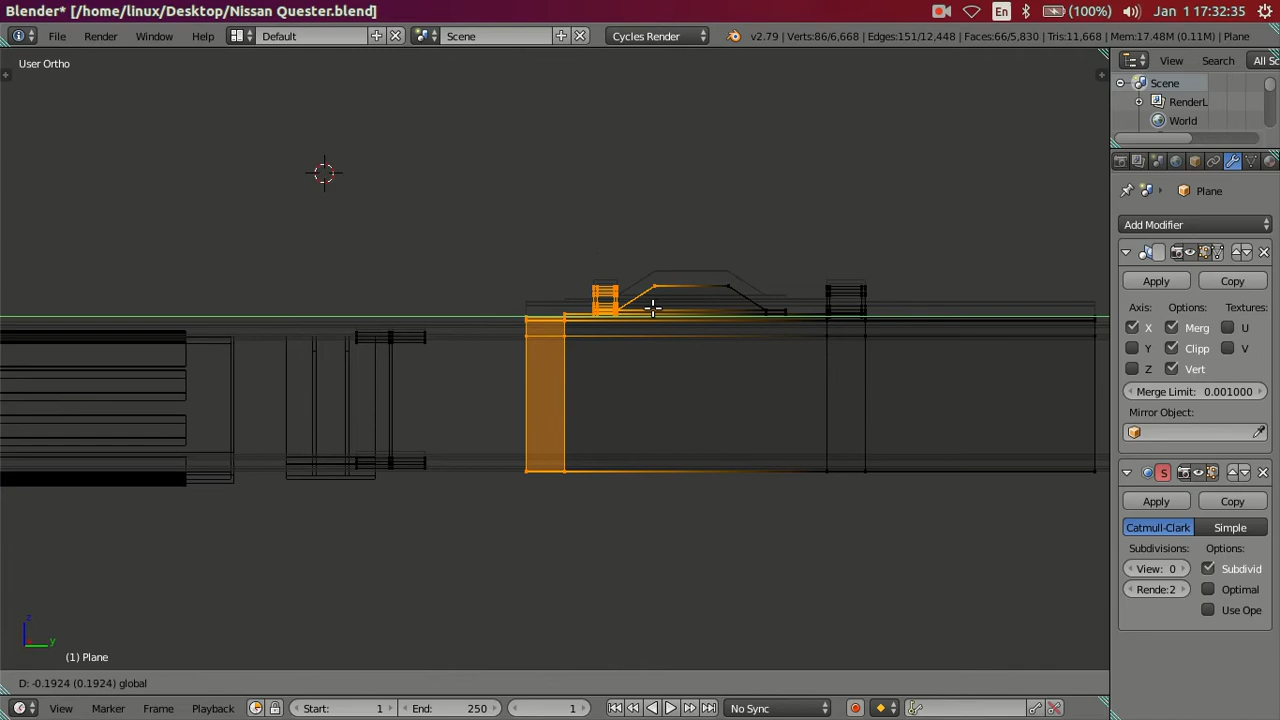 Blender* [/home/linux/Desktop/Nissan Quester.blend]
En (100%) Jan 1 17:32:35
File Render Window Help Default Scene Cycles Render v2.79 | Verts:86/6,668 | Edges:151/12,448 | Faces:66/5,830 | Tris:11,668 | Mem:17.48M (0.11M) | Plane
User Ortho
View Search All Sc
Scene
RenderL
World
Plane
Add Modifier
Apply Copy
Axis: Options: Textures:
X Merg U
Y Clipp V
Z Vert
Merge Limit: 0.001000
Mirror Object:
S
Apply Copy
Catmull-Clark Simple
Subdivisions: Options:
View: 0 Subdivid
Rende:2 Optimal
Use Ope
z
y
(1) Plane
D: -0.1924 (0.1924) global
View Marker Frame Playback Start: 1 End: 250 1 No Sync